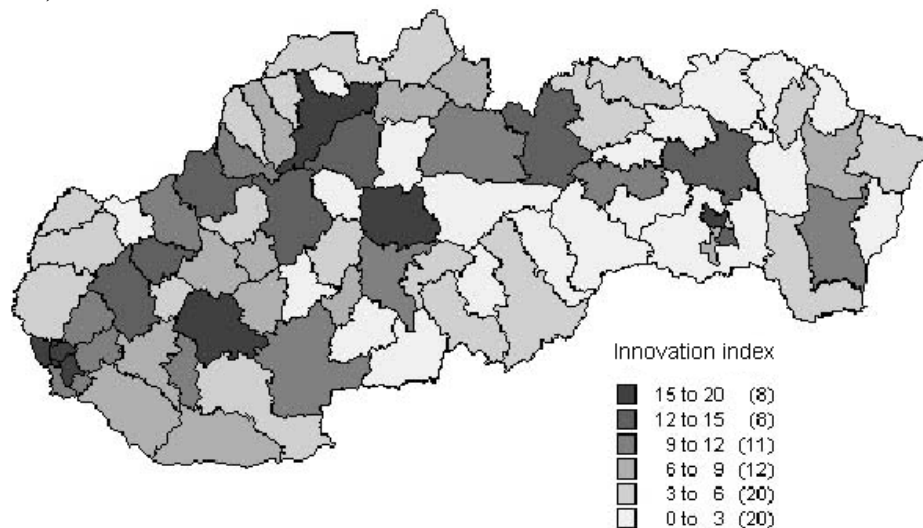 Innovation index
15 to 20 (8)
12 to 15 (8)
9 to 12 (11)
6 to 9 (12)
3 to 6 (20)
0 to 3 (20)